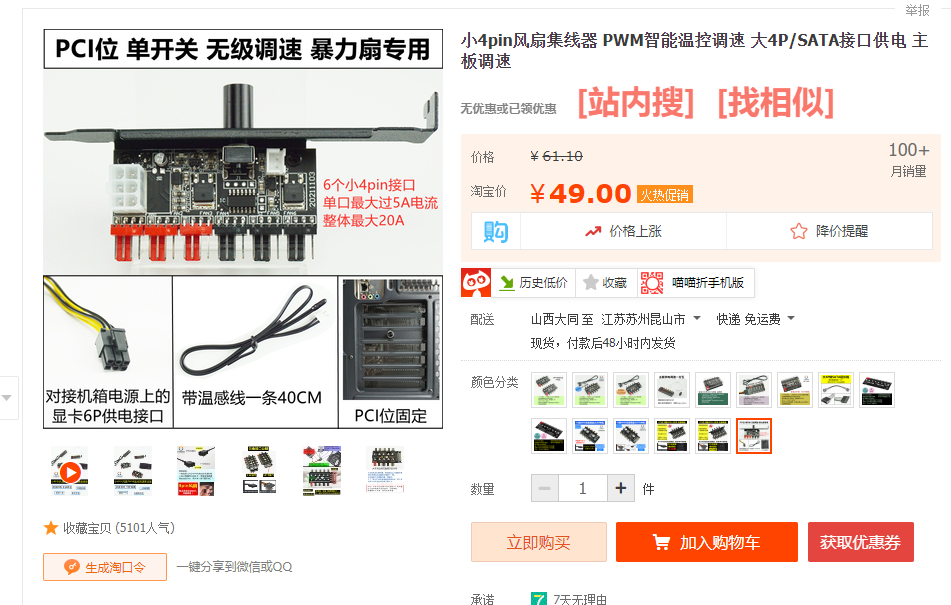 举报
PCI位 单开关 无级调速 暴力扇专用
6个小4pin接口
单口最大过5A电流
整体最大20A
20211103
对接机箱电源上的
显卡6P供电接口
带温感线一条40CM
PCI位固定
收藏宝贝 (5101人气)
生成淘口令
一键分享到微信或QQ
小4pin风扇集线器 PWM智能温控调速 大4P/SATA接口供电 主
板调速
无优惠或已领优惠 [站内搜] [找相似]
价格 ¥ 61.10
100+
月销量
淘宝价 ¥ 49.00 火热促销
购 价格上涨 降价提醒
历史低价 收藏 喵喵折手机版
配送 山西大同 至 江苏苏州昆山市 快递 免运费
现货，付款后48小时内发货
颜色分类
数量 1 件
立即购买 加入购物车 获取优惠券
承诺 7 7天无理由